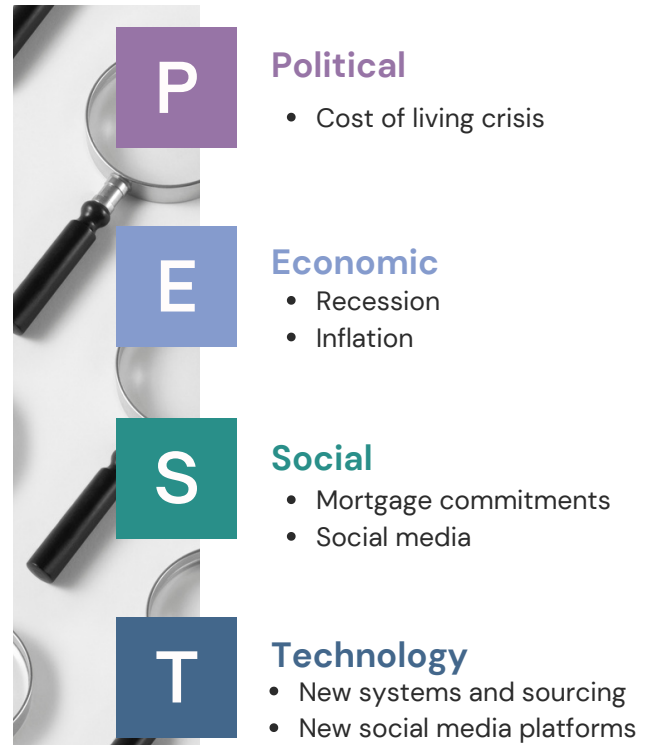 P
Political
• Cost of living crisis
E
Economic
• Recession
• Inflation
S
Social
• Mortgage commitments
• Social media
T
Technology
• New systems and sourcing
• New social media platforms